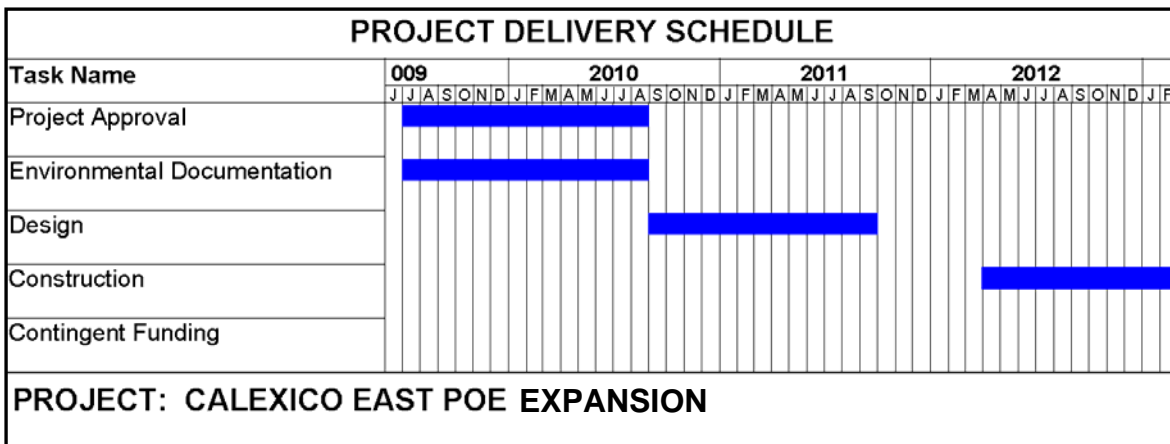 PROJECT DELIVERY SCHEDULE
Task Name 009 2010 2011 2012
J J A S O N D J F M A M J J A S O N D J F M A M J J A S O N D J F M A M J J A S O N D J F
Project Approval
Environmental Documentation
Design
Construction
Contingent Funding
PROJECT: CALEXICO EAST POE EXPANSION